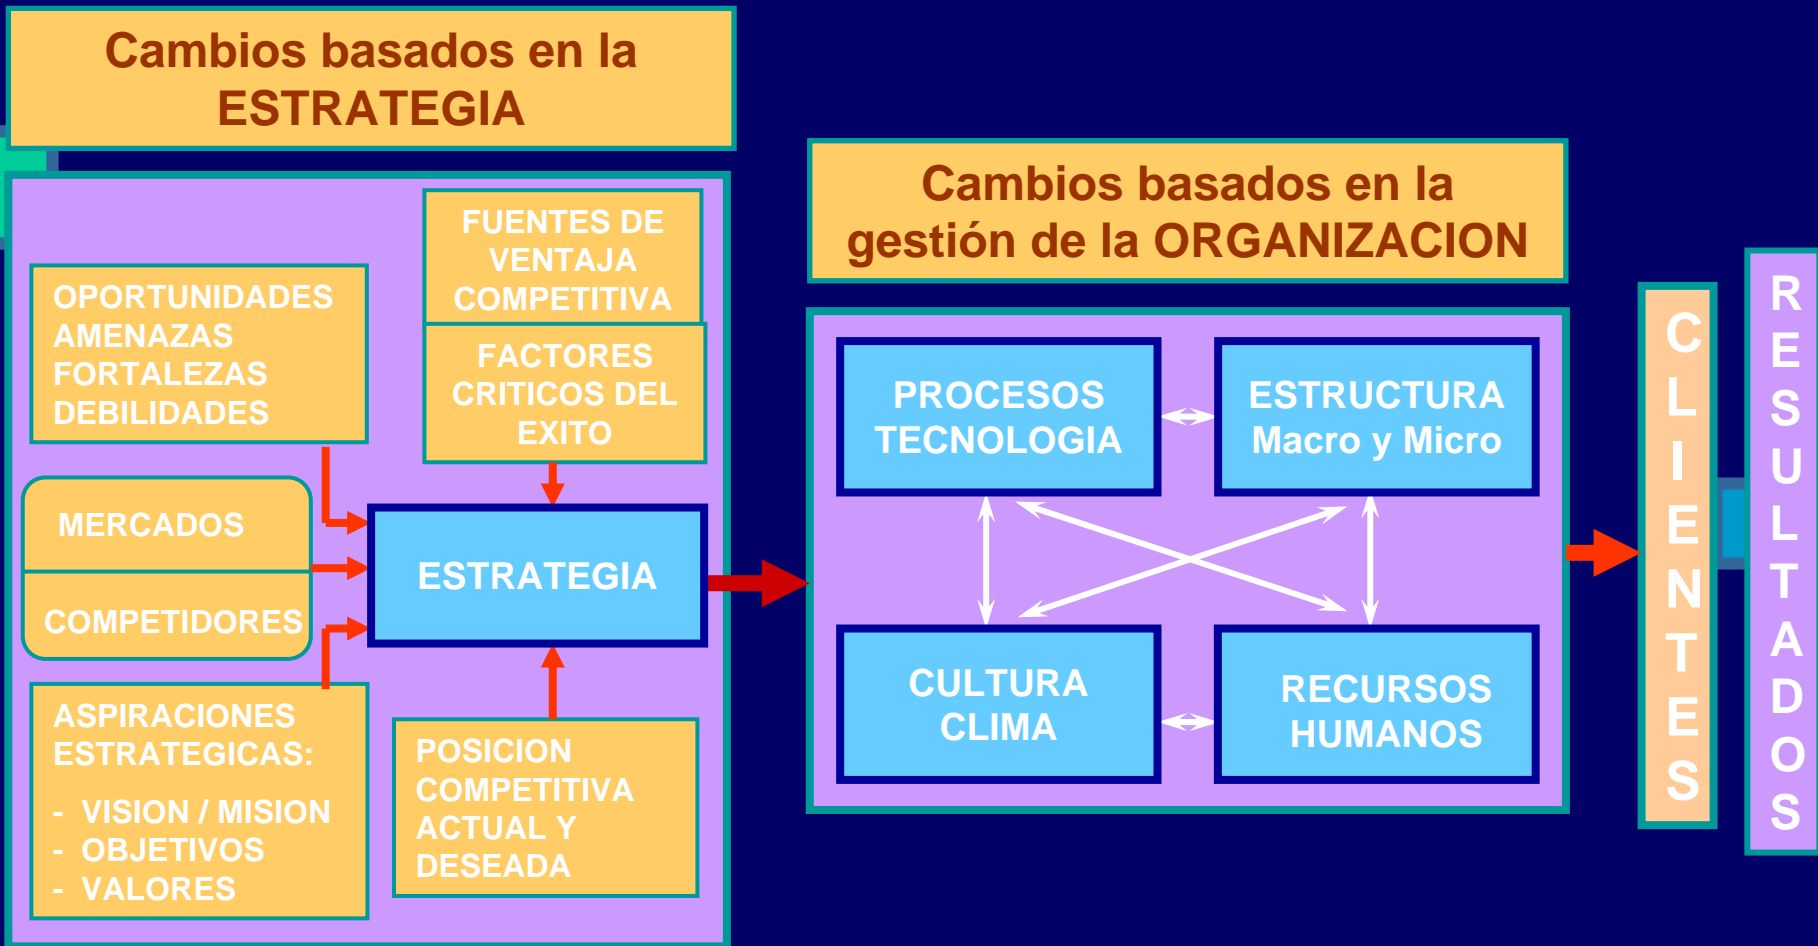 Cambios basados en la
ESTRATEGIA
OPORTUNIDADES
AMENAZAS
FORTALEZAS
DEBILIDADES
FUENTES DE
VENTAJA
COMPETITIVA
FACTORES
CRITICOS DEL
EXITO
MERCADOS
COMPETIDORES
ESTRATEGIA
ASPIRACIONES
ESTRATEGICAS:
- VISION / MISION
- OBJETIVOS
- VALORES
POSICION
COMPETITIVA
ACTUAL Y
DESEADA
Cambios basados en la
gestión de la ORGANIZACION
PROCESOS
TECNOLOGIA
ESTRUCTURA
Macro y Micro
CULTURA
CLIMA
RECURSOS
HUMANOS
CLIENTES
RESULTADOS